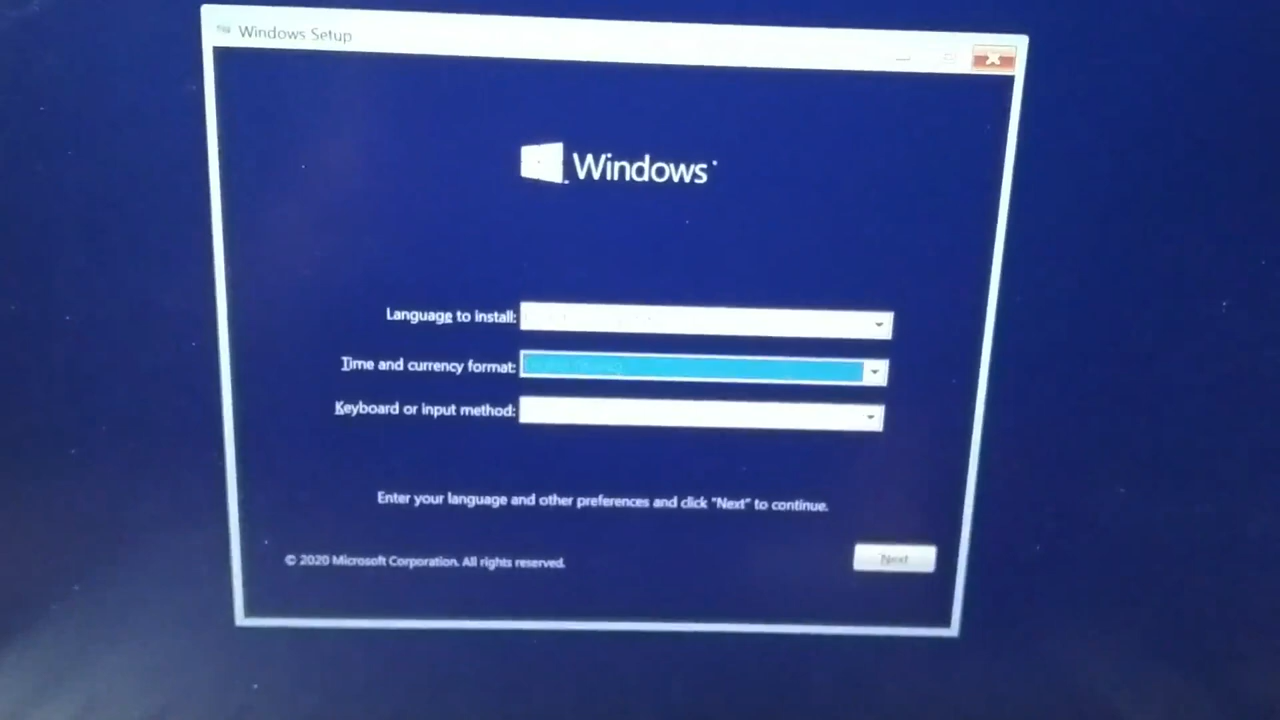 Windows Setup
Windows
Language to install:
Time and currency format:
Keyboard or input method:
Enter your language and other preferences and click "Next" to continue.
© 2020 Microsoft Corporation. All rights reserved.
Next